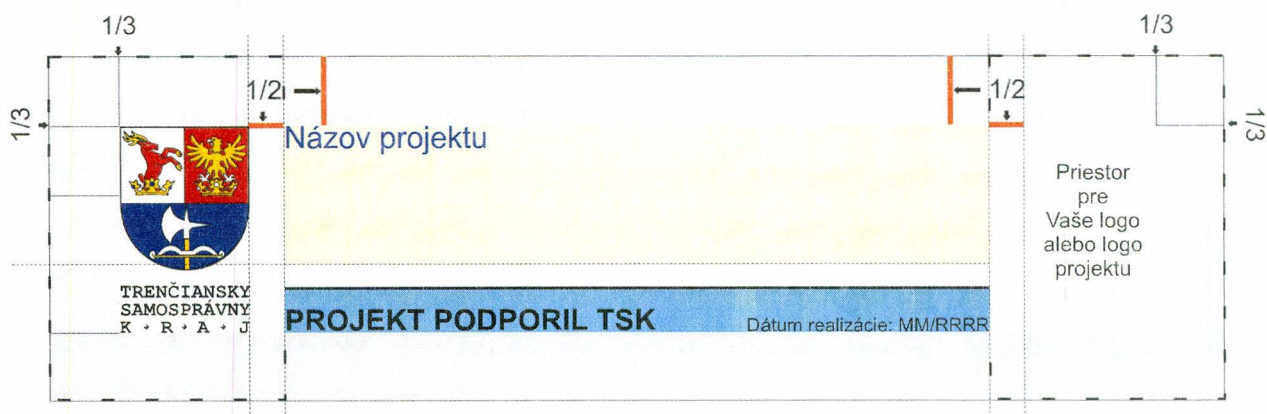 1/3
1/3
1/2
1/2
1/3
1/3
Názov projektu
Priestor
pre
Vaše logo
alebo logo
projektu
TRENČIANSKY
SAMOSPRÁVNY
K · R · A · J
PROJEKT PODPORIL TSK
Dátum realizácie: MM/RRRR